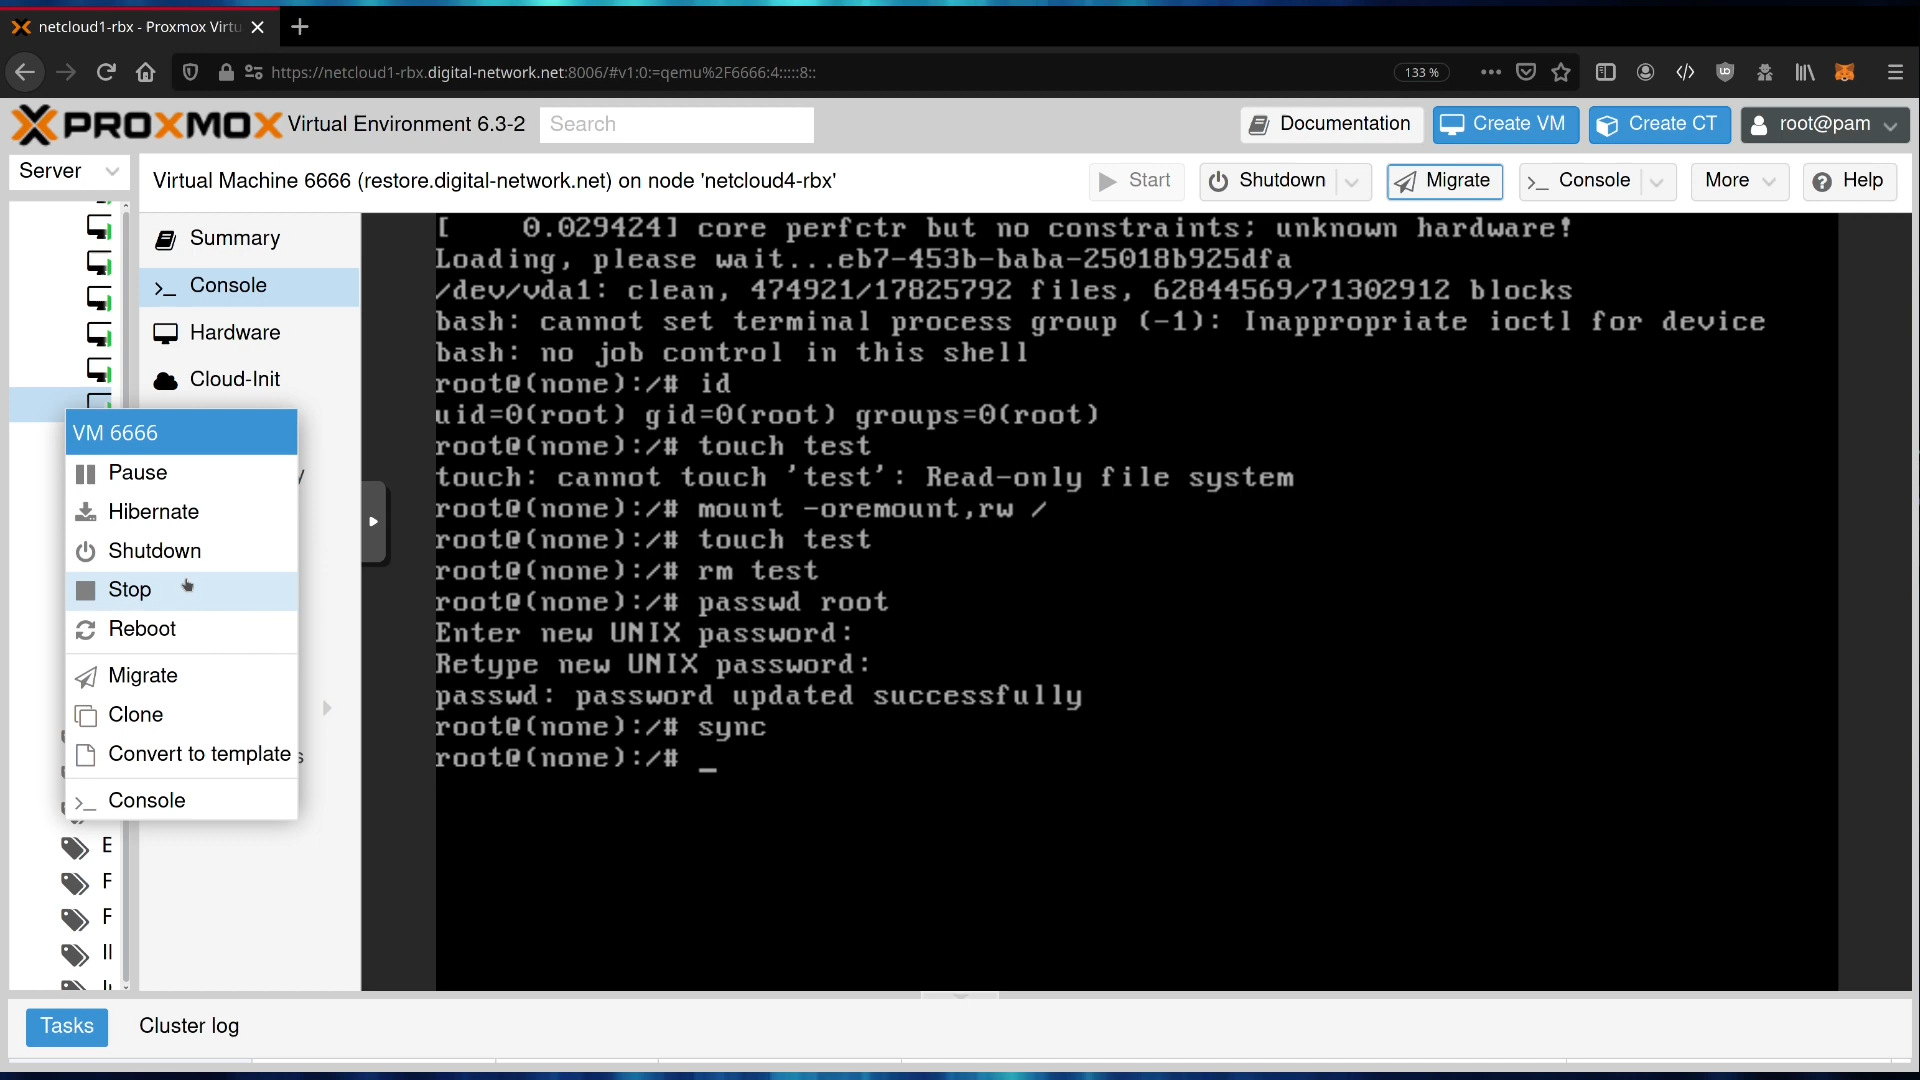 netcloud1-rbx - Proxmox Virtu
https://netcloud1-rbx.digital-network.net:8006/#v1:0:=qemu%2F6666:4:::::8::
133 %
PROXMOX Virtual Environment 6.3-2
Search
Documentation
Create VM
Create CT
root@pam
Server
Virtual Machine 6666 (restore.digital-network.net) on node 'netcloud4-rbx'
Start
Shutdown
Migrate
Console
More
Help
Summary
Console
Hardware
Cloud-Init
VM 6666
Pause
Hibernate
Shutdown
Stop
Reboot
Migrate
Clone
Convert to template
Console
E
F
F
[    0.029424] core perfctr but no constraints; unknown hardware!
Loading, please wait...eb7-453b-baba-25018b925dfa
/dev/vda1: clean, 474921/17825792 files, 62844569/71302912 blocks
bash: cannot set terminal process group (-1): Inappropriate ioctl for device
bash: no job control in this shell
root@(none):/# id
uid=0(root) gid=0(root) groups=0(root)
root@(none):/# touch test
touch: cannot touch 'test': Read-only file system
root@(none):/# mount -oremount,rw /
root@(none):/# touch test
root@(none):/# rm test
root@(none):/# passwd root
Enter new UNIX password:
Retype new UNIX password:
passwd: password updated successfully
root@(none):/# sync
root@(none):/# _
Tasks
Cluster log